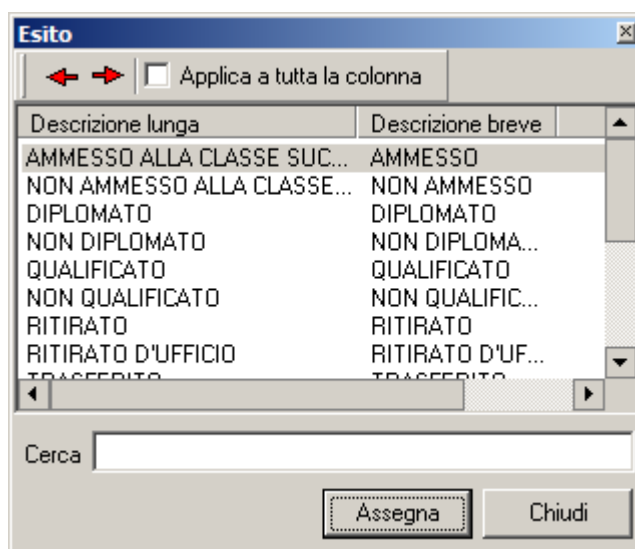 Esito
Applica a tutta la colonna
Descrizione lunga Descrizione breve
AMMESSO ALLA CLASSE SUC... AMMESSO
NON AMMESSO ALLA CLASSE... NON AMMESSO
DIPLOMATO DIPLOMATO
NON DIPLOMATO NON DIPLOMA...
QUALIFICATO QUALIFICATO
NON QUALIFICATO NON QUALIFIC...
RITIRATO RITIRATO
RITIRATO D'UFFICIO RITIRATO D'UF...
TRASFERITO TRASFERITO
Cerca
Assegna Chiudi